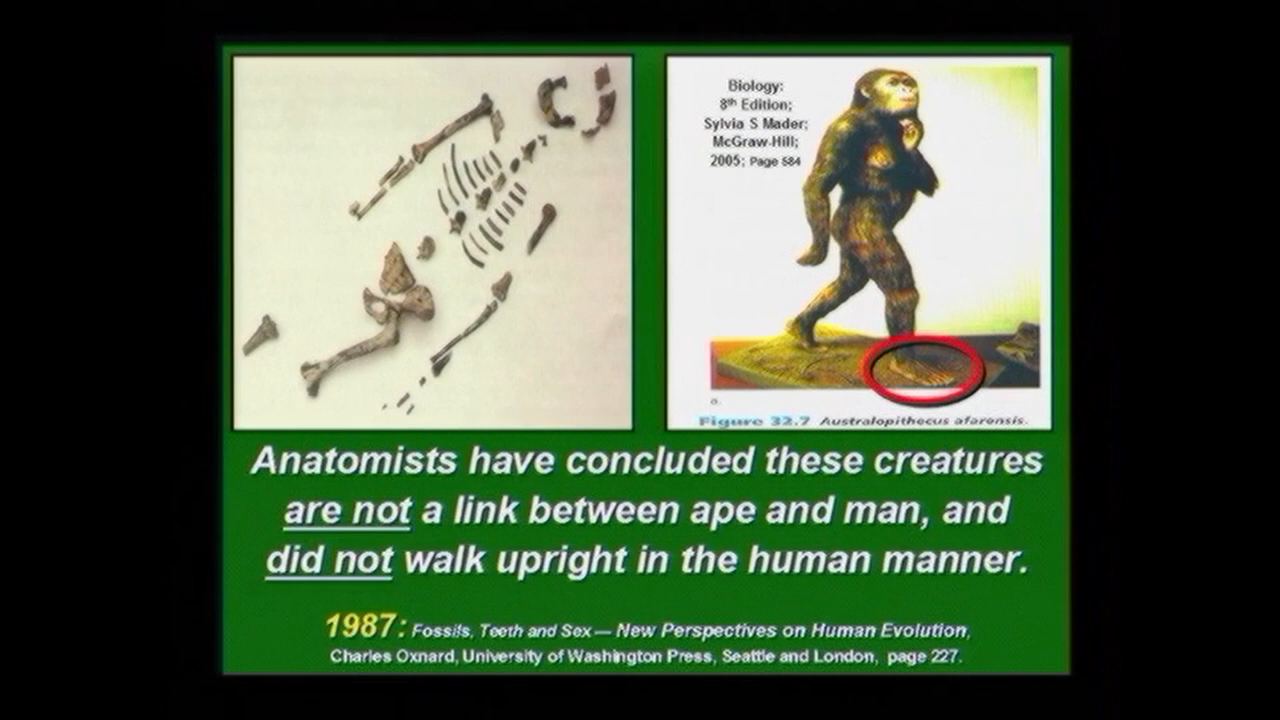 Biology:
8th Edition;
Sylvia S Mader;
McGraw-Hill;
2005; Page 584
a.
Figure 32.7 Australopithecus afarensis.
Anatomists have concluded these creatures
are not a link between ape and man, and
did not walk upright in the human manner.
1987: Fossils, Teeth and Sex — New Perspectives on Human Evolution,
Charles Oxnard, University of Washington Press, Seattle and London, page 227.